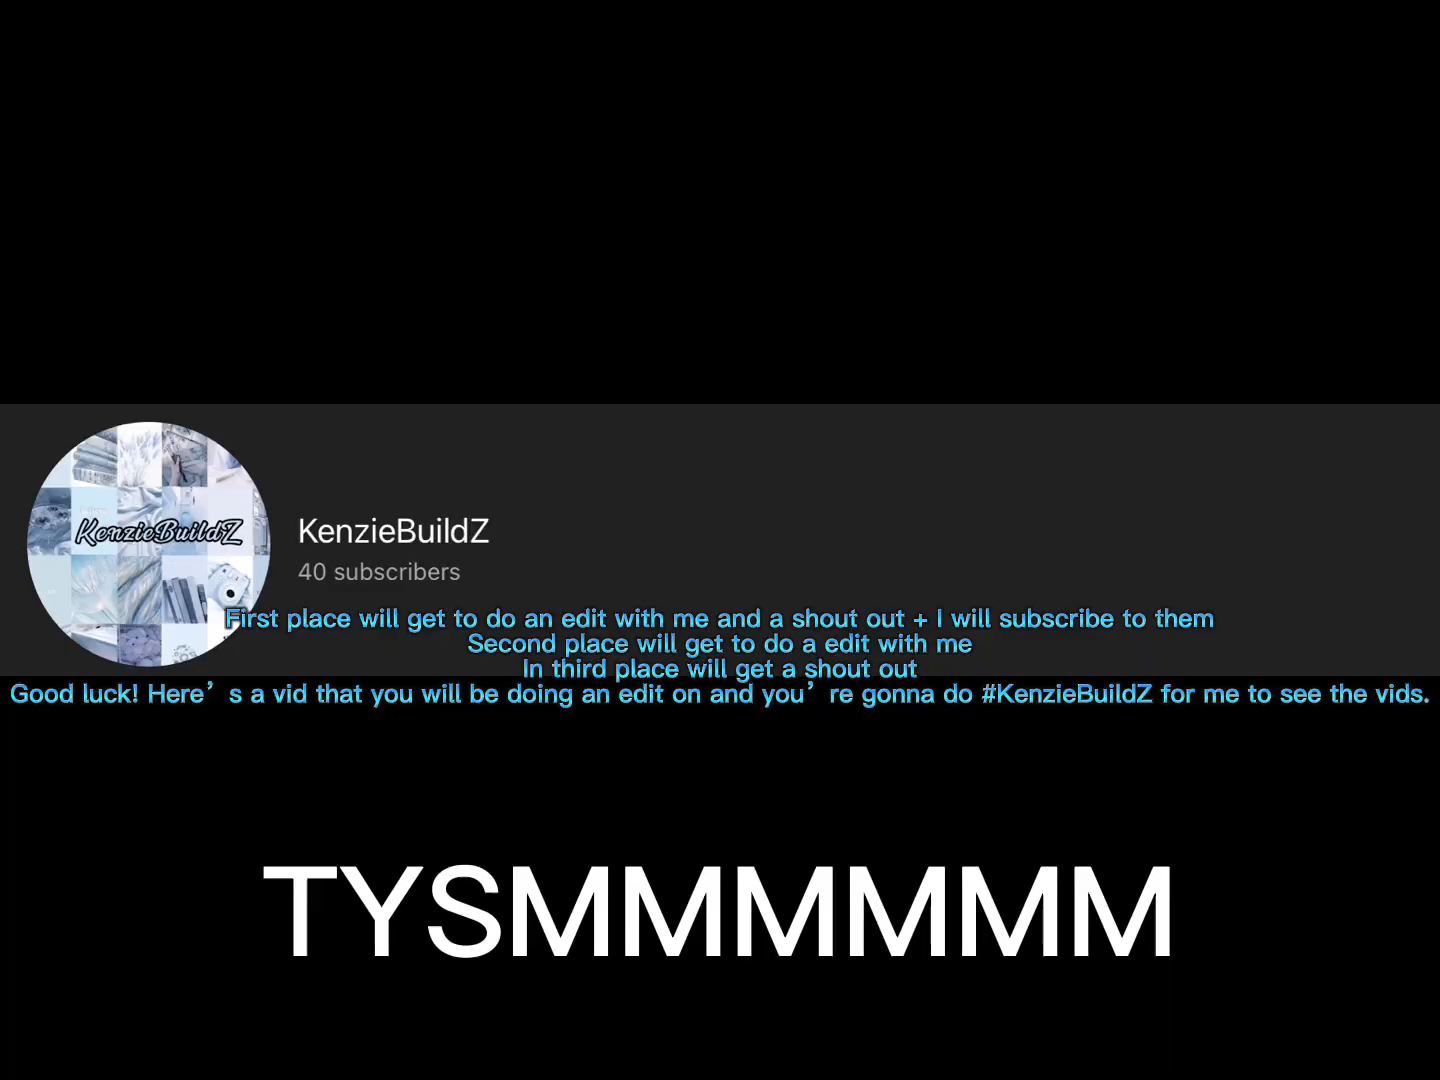 KenzieBuildZ
KenzieBuildZ
40 subscribers
First place will get to do an edit with me and a shout out + I will subscribe to them
Second place will get to do a edit with me
In third place will get a shout out
Good luck! Here’s a vid that you will be doing an edit on and you’re gonna do #KenzieBuildZ for me to see the vids.
TYSMMMMMM